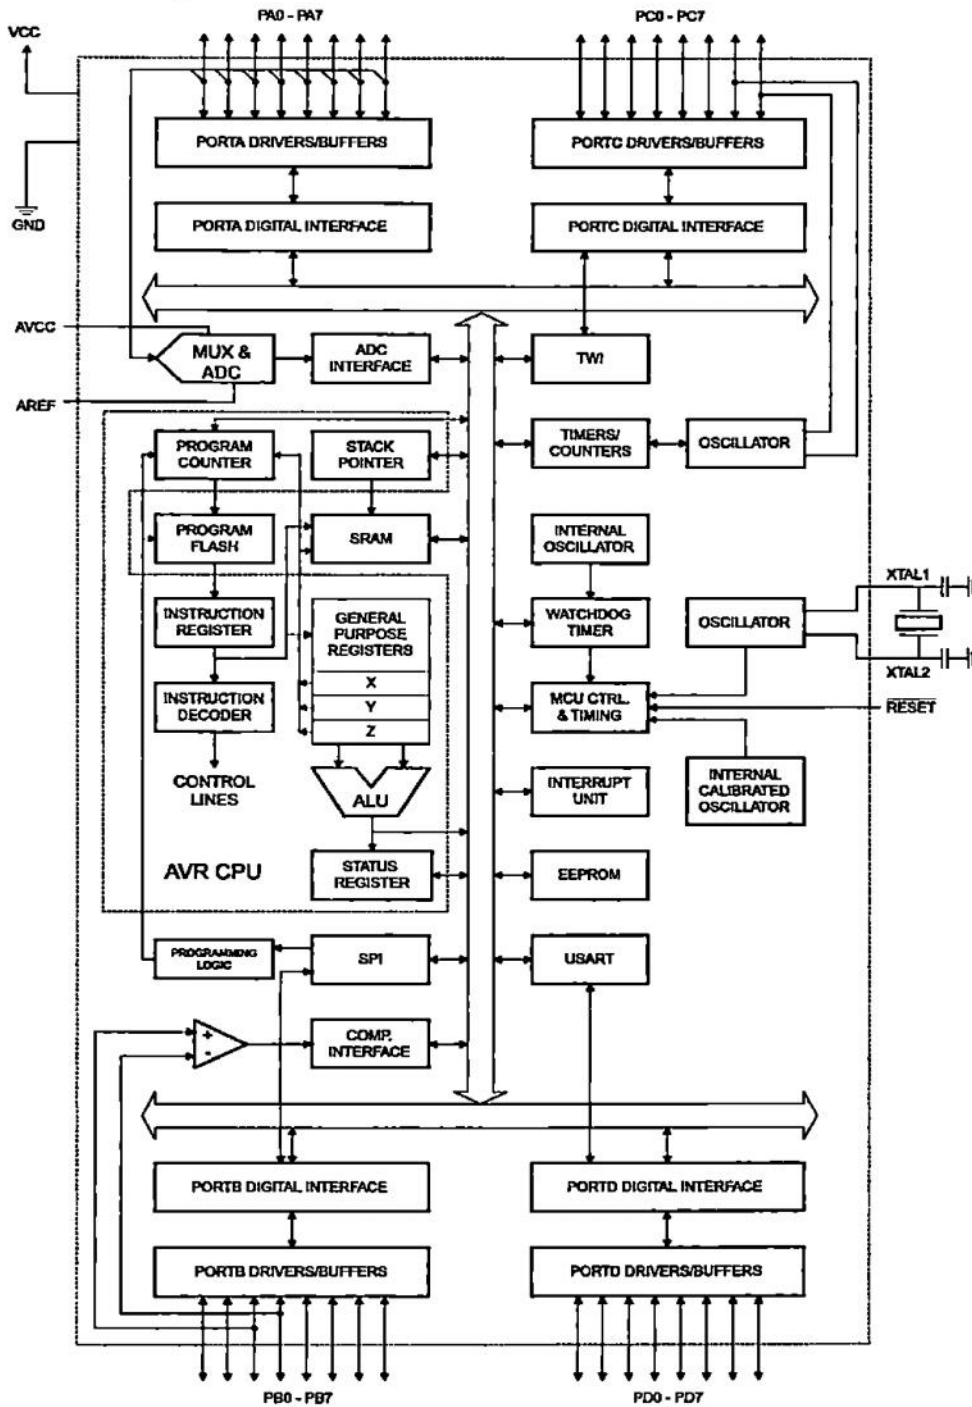 PA0 - PA7
PC0 - PC7
VCC
PORTA DRIVERS/BUFFERS
PORTC DRIVERS/BUFFERS
GND
PORTA DIGITAL INTERFACE
PORTC DIGITAL INTERFACE
AVCC
MUX &
ADC
ADC
INTERFACE
TWI
AREF
PROGRAM
COUNTER
STACK
POINTER
TIMERS/
COUNTERS
OSCILLATOR
PROGRAM
FLASH
SRAM
INTERNAL
OSCILLATOR
XTAL1
INSTRUCTION
REGISTER
GENERAL
PURPOSE
REGISTERS
WATCHDOG
TIMER
OSCILLATOR
XTAL2
X
INSTRUCTION
DECODER
Y
Z
MCU CTRL.
& TIMING
RESET
CONTROL
LINES
ALU
INTERRUPT
UNIT
INTERNAL
CALIBRATED
OSCILLATOR
AVR CPU
STATUS
REGISTER
EEPROM
PROGRAMMING
LOGIC
SPI
USART
+
-
COMP.
INTERFACE
PORTB DIGITAL INTERFACE
PORTD DIGITAL INTERFACE
PORTB DRIVERS/BUFFERS
PORTD DRIVERS/BUFFERS
PB0 - PB7
PD0 - PD7